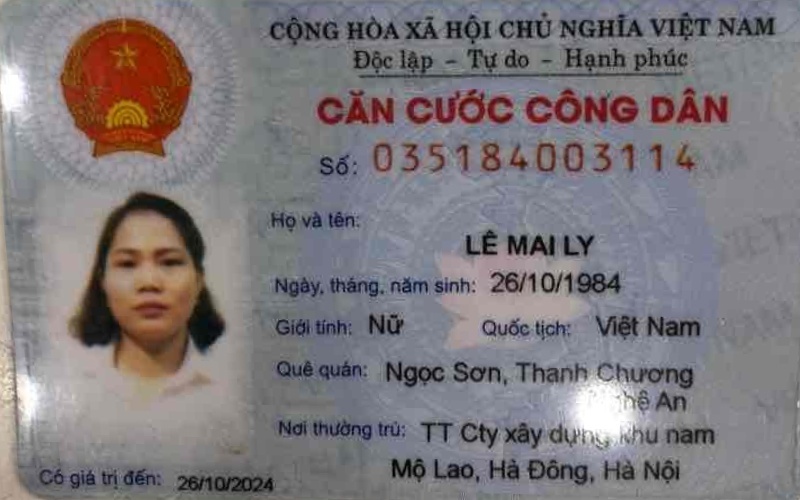 CỘNG HÒA XÃ HỘI CHỦ NGHĨA VIỆT NAM
Độc lập - Tự do - Hạnh phúc
CĂN CƯỚC CÔNG DÂN
Số: 035184003114
Họ và tên:
LÊ MAI LY
Ngày, tháng, năm sinh: 26/10/1984
Giới tính: Nữ Quốc tịch: Việt Nam
Quê quán: Ngọc Sơn, Thanh Chương
Nghệ An
Nơi thường trú: TT Cty xây dựng khu nam
Mộ Lao, Hà Đông, Hà Nội
Có giá trị đến: 26/10/2024